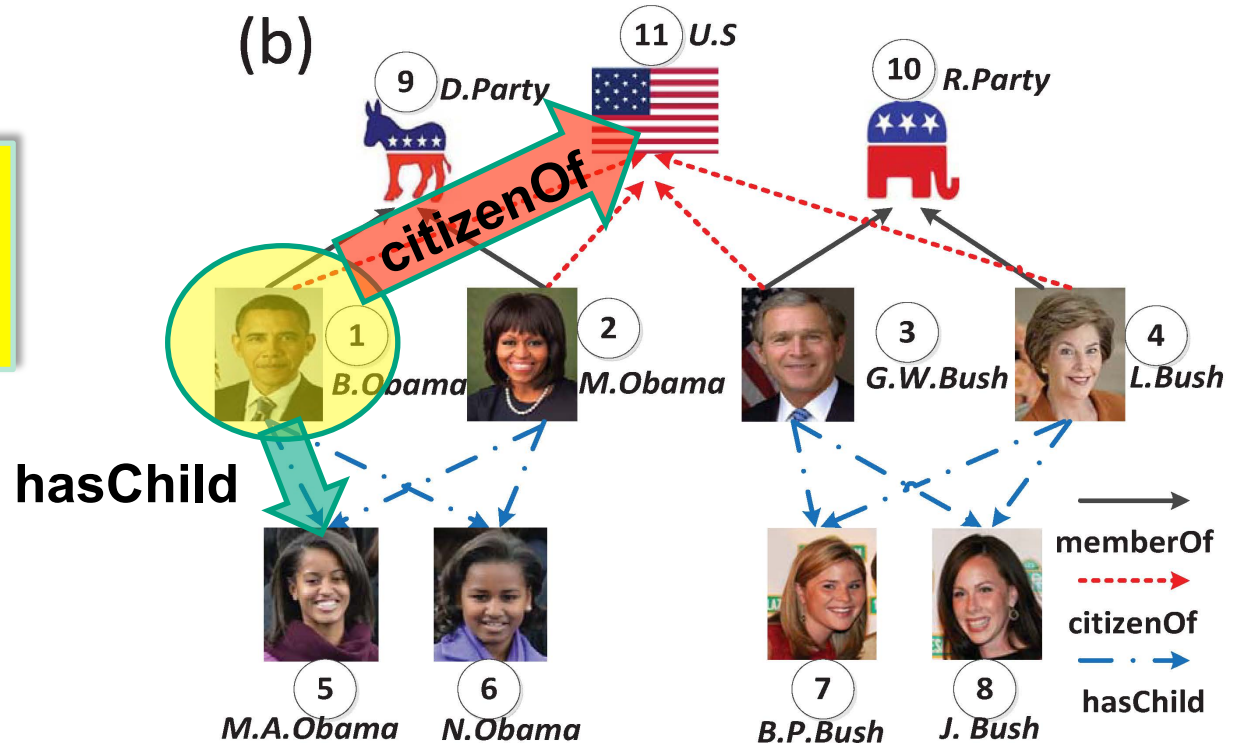 (b)
11 U.S
9 D.Party
10 R.Party
citizenOf
1
B.Obama
2
M.Obama
3
G.W.Bush
4
L.Bush
hasChild
memberOf
citizenOf
hasChild
5
M.A.Obama
6
N.Obama
7
B.P.Bush
8
J. Bush